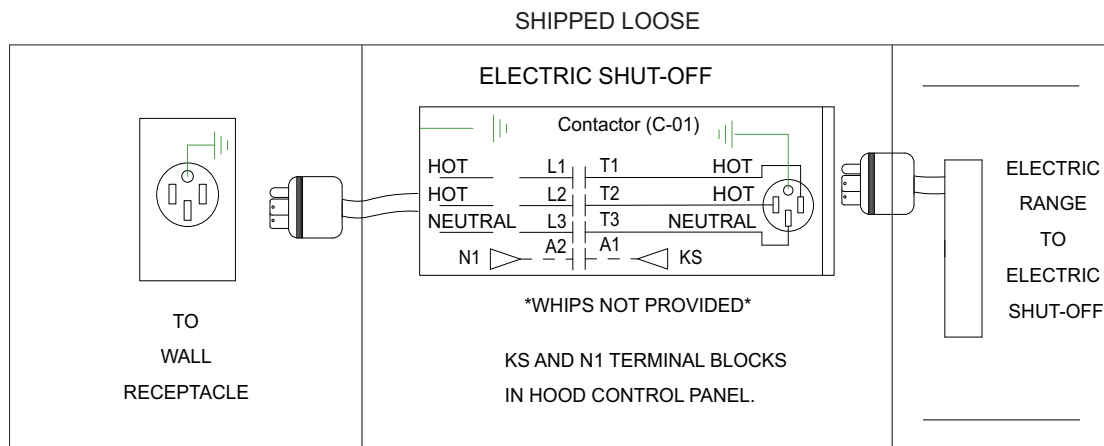 SHIPPED LOOSE
ELECTRIC SHUT-OFF
Contactor (C-01)
HOT L1 T1 HOT
HOT L2 T2 HOT
NEUTRAL L3 T3 NEUTRAL
N1 A2 A1 KS
*WHIPS NOT PROVIDED*
KS AND N1 TERMINAL BLOCKS
IN HOOD CONTROL PANEL.
TO
WALL
RECEPTACLE
ELECTRIC
RANGE
TO
ELECTRIC
SHUT-OFF